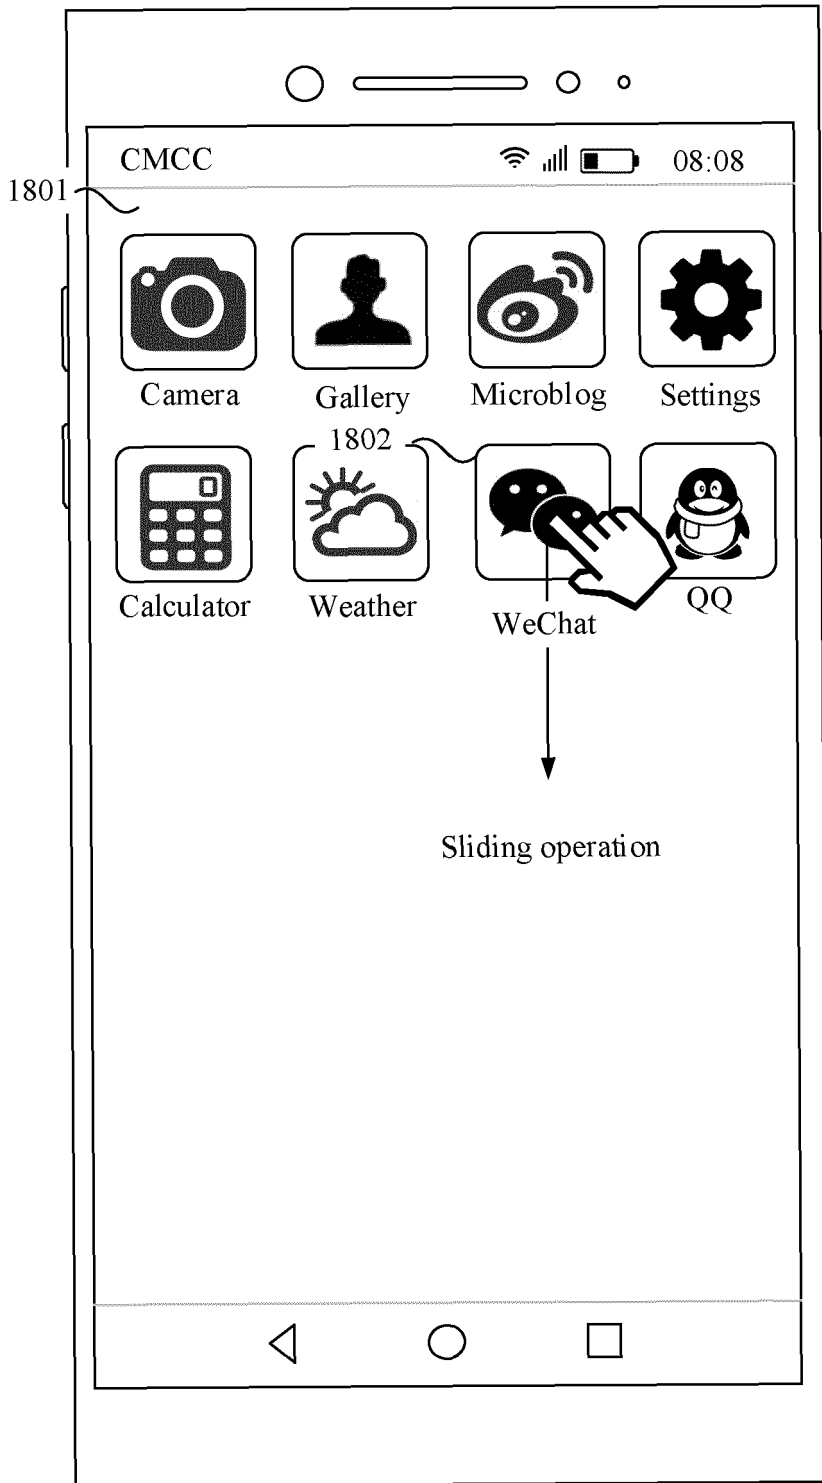 CMCC 08:08
1801
Camera Gallery Microblog Settings
1802
Calculator Weather WeChat QQ
Sliding operation